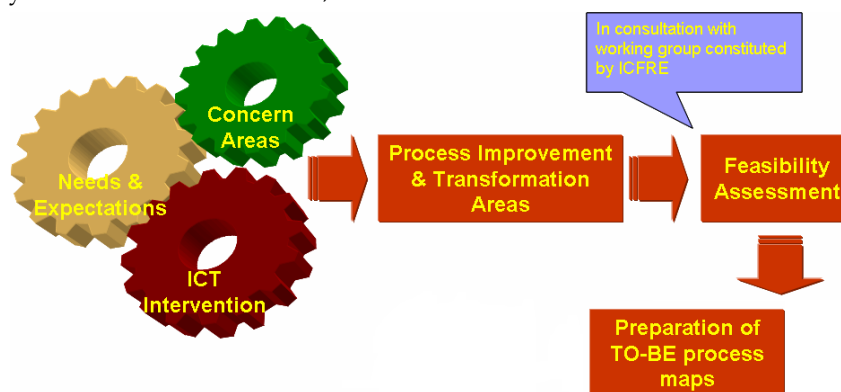 In consultation with
working group constituted
by ICFRE
Concern
Areas
Needs &
Expectations
ICT
Intervention
Process Improvement
& Transformation
Areas
Feasibility
Assessment
Preparation of
TO-BE process
maps